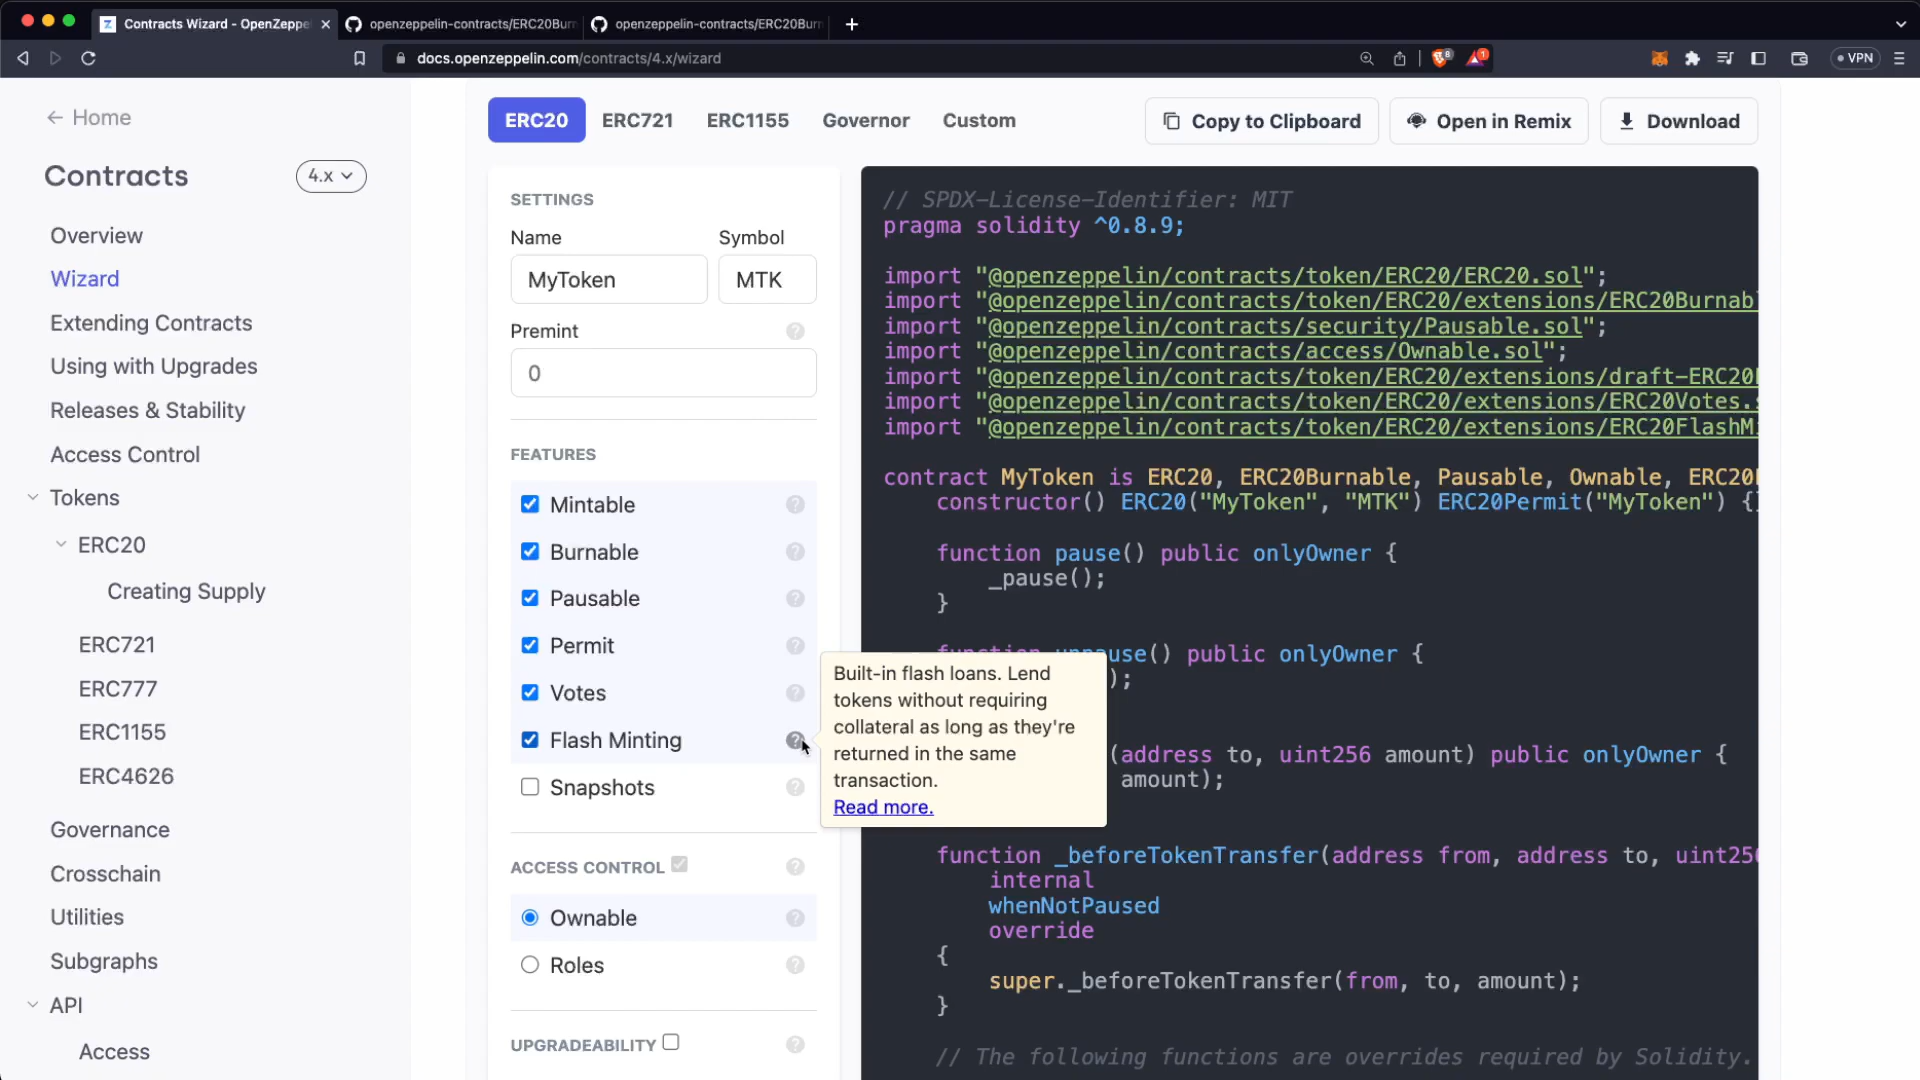 Contracts Wizard - OpenZeppe
openzeppelin-contracts/ERC20Burn
openzeppelin-contracts/ERC20Burn
docs.openzeppelin.com/contracts/4.x/wizard
8
1
VPN
← Home
Contracts
4.x
Overview
Wizard
Extending Contracts
Using with Upgrades
Releases & Stability
Access Control
Tokens
ERC20
Creating Supply
ERC721
ERC777
ERC1155
ERC4626
Governance
Crosschain
Utilities
Subgraphs
API
Access
ERC20
ERC721
ERC1155
Governor
Custom
Copy to Clipboard
Open in Remix
Download
SETTINGS
Name
Symbol
MyToken
MTK
Premint
0
FEATURES
Mintable
Burnable
Pausable
Permit
Votes
Flash Minting
Snapshots
ACCESS CONTROL
Ownable
Roles
UPGRADEABILITY
Built-in flash loans. Lend
tokens without requiring
collateral as long as they're
returned in the same
transaction.
Read more.
// SPDX-License-Identifier: MIT
pragma solidity ^0.8.9;
import "@openzeppelin/contracts/token/ERC20/ERC20.sol";
import "@openzeppelin/contracts/token/ERC20/extensions/ERC20Burnabl
import "@openzeppelin/contracts/security/Pausable.sol";
import "@openzeppelin/contracts/access/Ownable.sol";
import "@openzeppelin/contracts/token/ERC20/extensions/draft-ERC20P
import "@openzeppelin/contracts/token/ERC20/extensions/ERC20Votes.s
import "@openzeppelin/contracts/token/ERC20/extensions/ERC20FlashMi
contract MyToken is ERC20, ERC20Burnable, Pausable, Ownable, ERC20P
constructor() ERC20("MyToken", "MTK") ERC20Permit("MyToken") {}
function pause() public onlyOwner {
_pause();
}
function unpause() public onlyOwner {
);
(address to, uint256 amount) public onlyOwner {
amount);
function _beforeTokenTransfer(address from, address to, uint256
internal
whenNotPaused
override
{
super._beforeTokenTransfer(from, to, amount);
}
// The following functions are overrides required by Solidity.